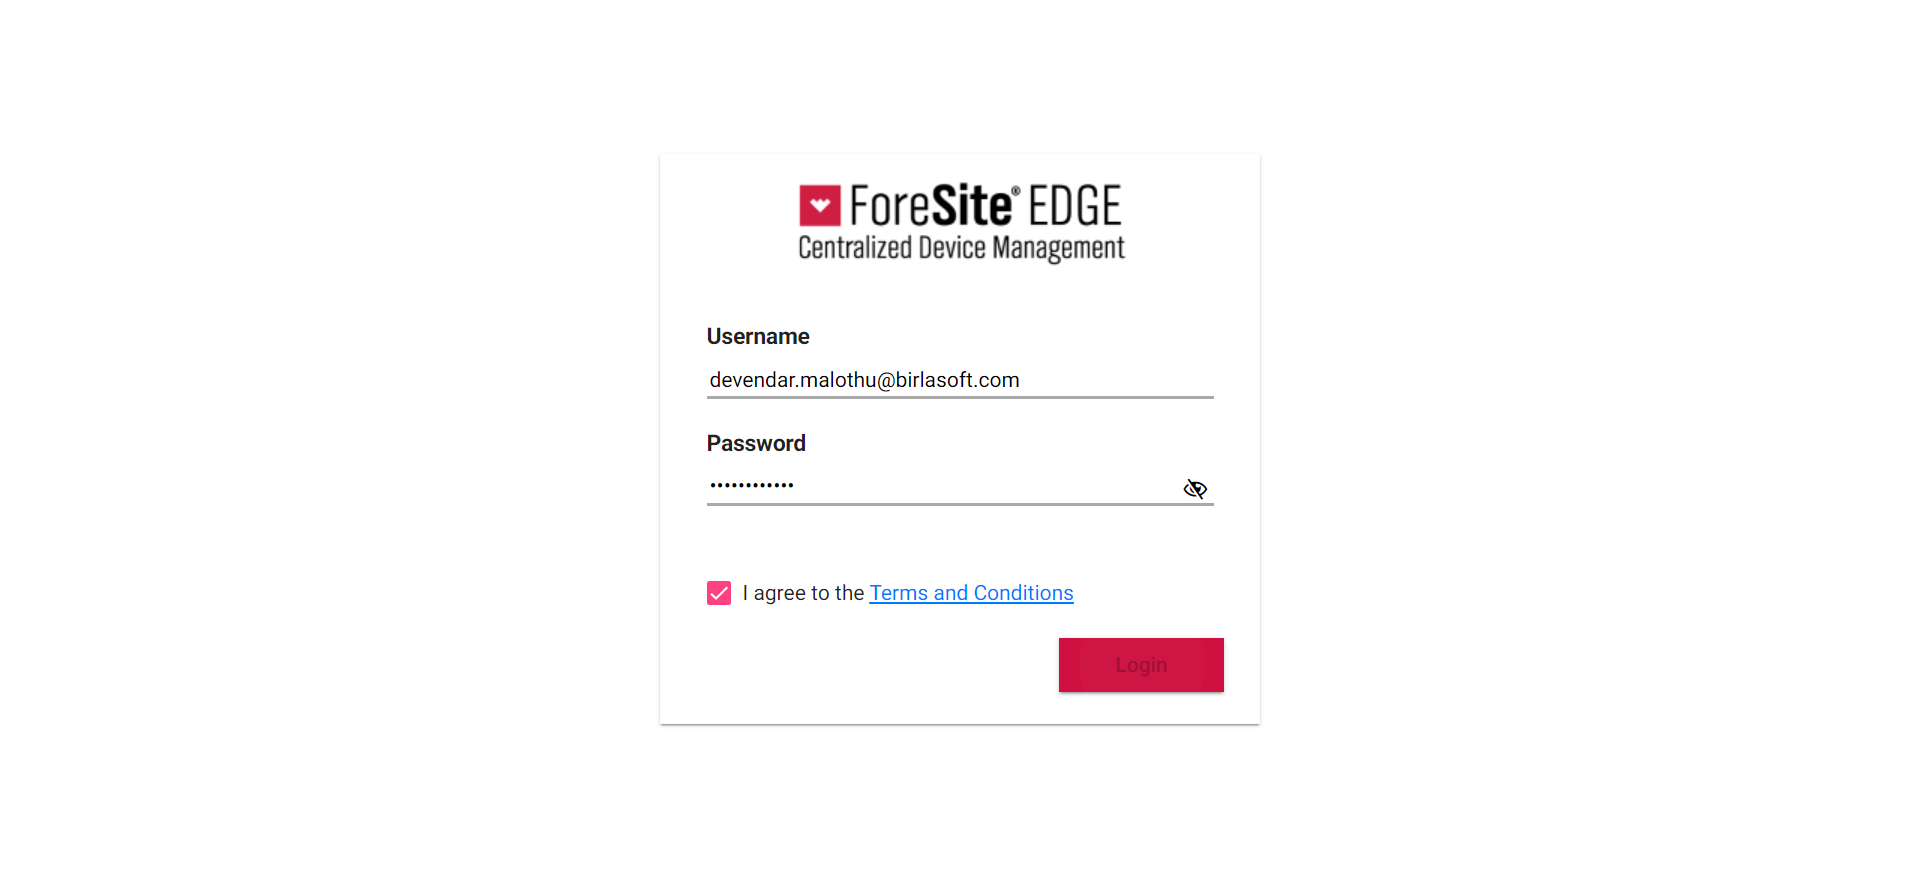 ForeSite® EDGE
Centralized Device Management
Username
devendar.malothu@birlasoft.com
Password
••••••••••••
I agree to the Terms and Conditions
Login